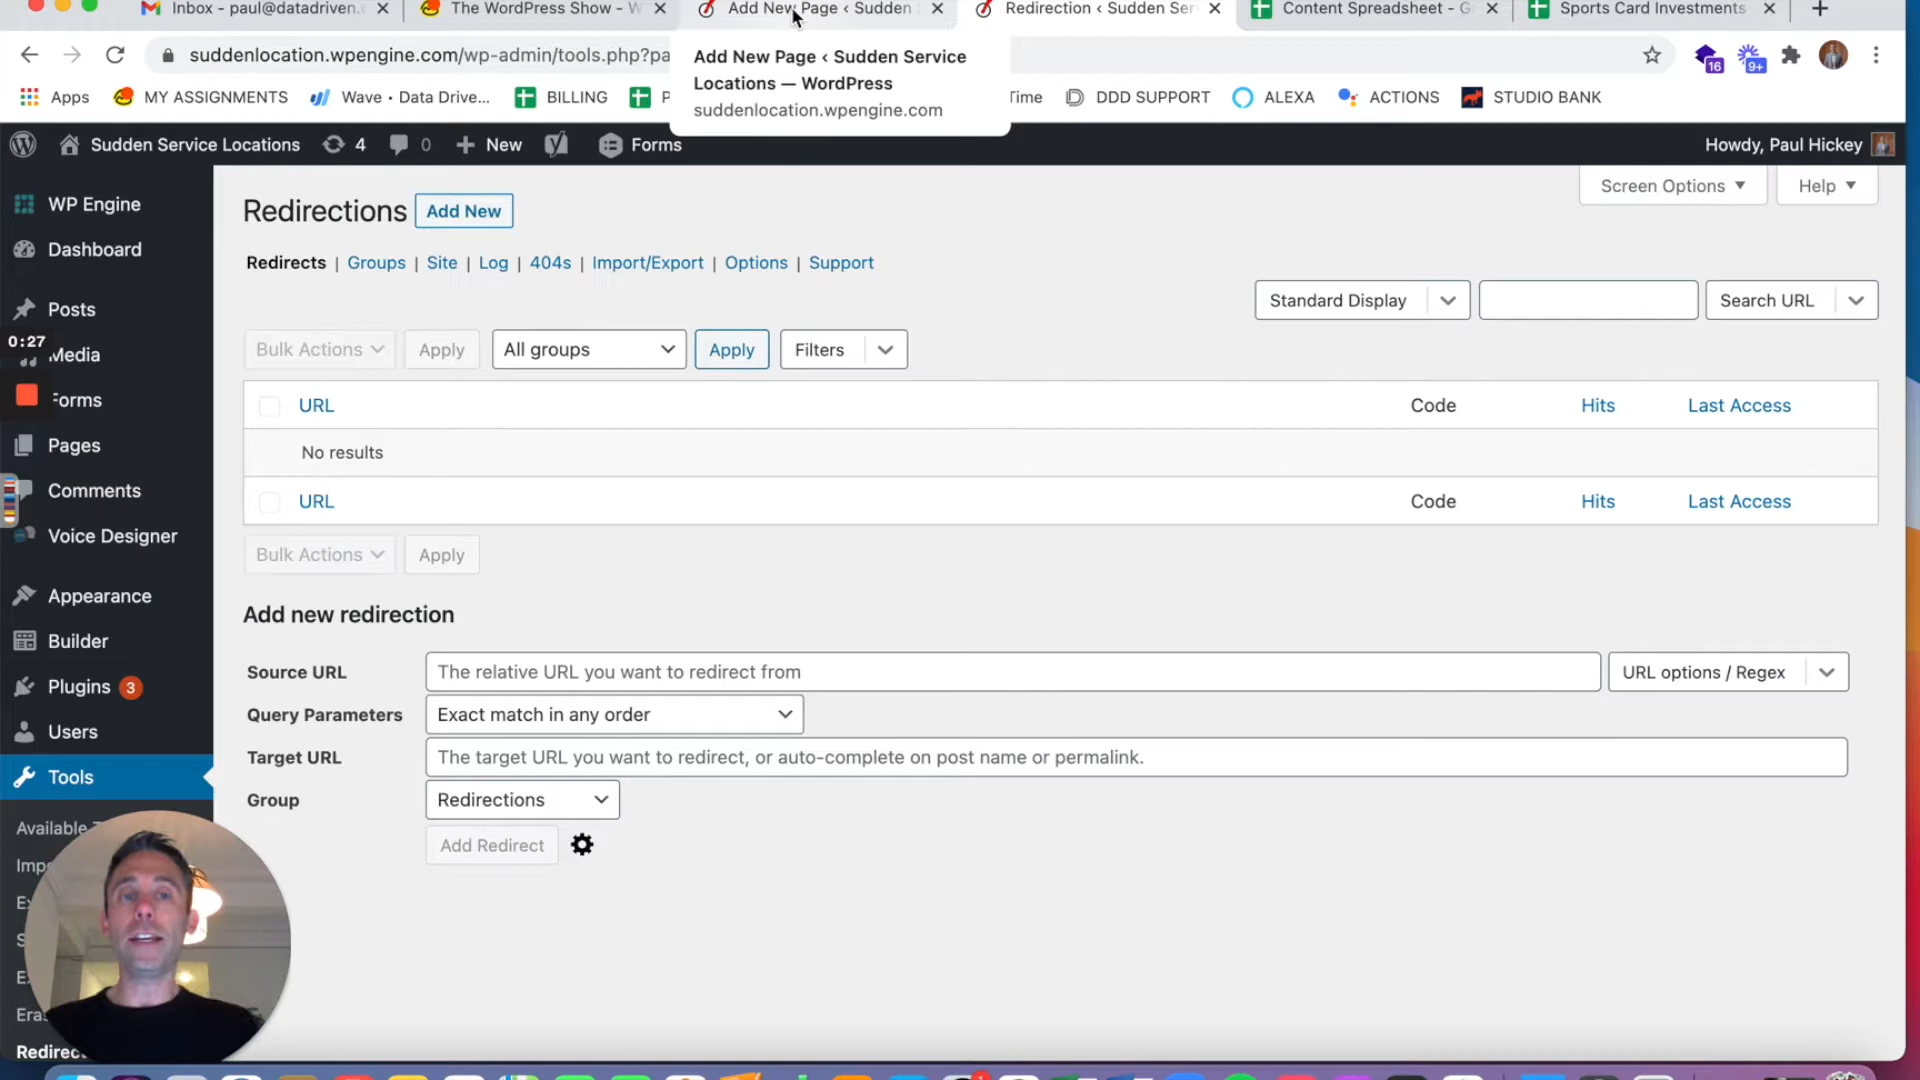 Inbox - paul@datadriven.
The WordPress Show - W
Add New Page ‹ Sudden
Redirection ‹ Sudden Ser
Content Spreadsheet - G
Sports Card Investments
suddenlocation.wpengine.com/wp-admin/tools.php?pa
16
9+
Add New Page ‹ Sudden Service
Locations — WordPress
suddenlocation.wpengine.com
Apps
MY ASSIGNMENTS
Wave • Data Drive...
BILLING
Time
DDD SUPPORT
ALEXA
ACTIONS
STUDIO BANK
Sudden Service Locations
4
0
New
Forms
Howdy, Paul Hickey
WP Engine
Dashboard
Posts
0:27
Media
Forms
Pages
Comments
Voice Designer
Appearance
Builder
Plugins 3
Users
Tools
Available
Redirec
Screen Options
Help
Redirections
Add New
Redirects | Groups | Site | Log | 404s | Import/Export | Options | Support
Standard Display
Search URL
Bulk Actions
Apply
All groups
Apply
Filters
URL
Code
Hits
Last Access
No results
URL
Code
Hits
Last Access
Bulk Actions
Apply
Add new redirection
Source URL
The relative URL you want to redirect from
URL options / Regex
Query Parameters
Exact match in any order
Target URL
The target URL you want to redirect, or auto-complete on post name or permalink.
Group
Redirections
Add Redirect